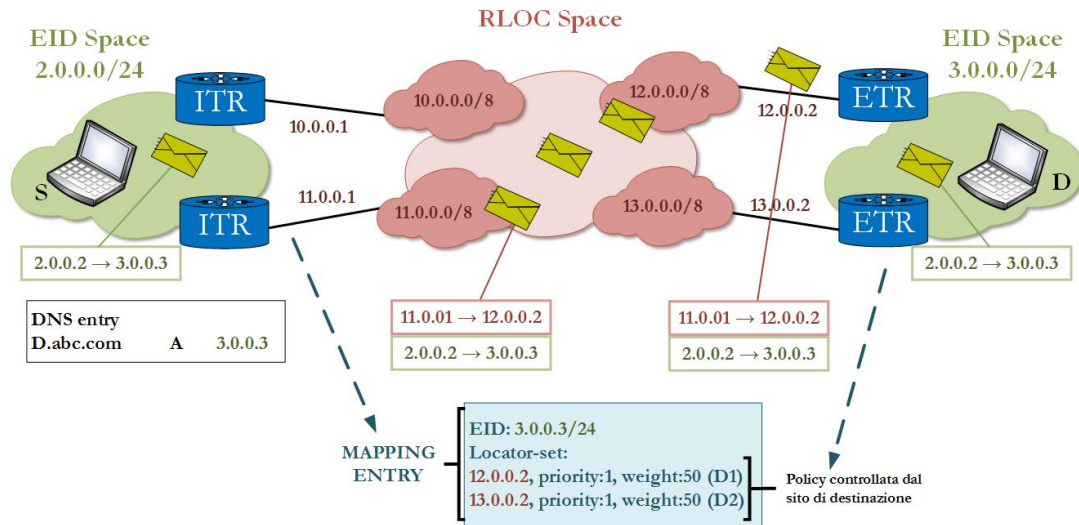 RLOC Space
EID Space
2.0.0.0/24
EID Space
3.0.0.0/24
ITR
10.0.0.1
10.0.0.0/8
12.0.0.0/8
12.0.0.2
ETR
S
D
ITR
11.0.0.1
11.0.0.0/8
13.0.0.0/8
13.0.0.2
ETR
2.0.0.2 → 3.0.0.3
2.0.0.2 → 3.0.0.3
DNS entry
D.abc.com A 3.0.0.3
11.0.01 → 12.0.0.2
2.0.0.2 → 3.0.0.3
11.0.01 → 12.0.0.2
2.0.0.2 → 3.0.0.3
MAPPING
ENTRY
EID: 3.0.0.3/24
Locator-set:
12.0.0.2, priority:1, weight:50 (D1)
13.0.0.2, priority:1, weight:50 (D2)
Policy controllata dal
sito di destinazione